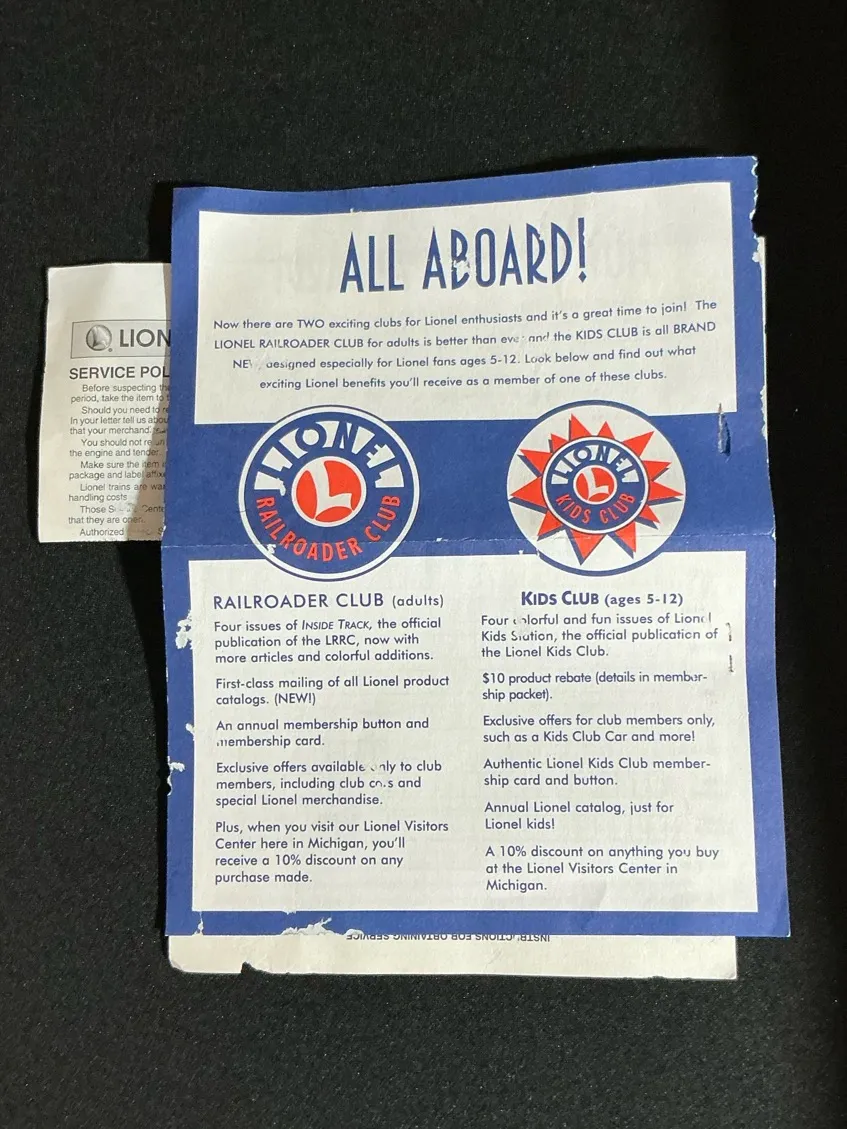 ALL ABOARD!
Now there are TWO exciting clubs for Lionel enthusiasts and it's a great time to join! The
LIONEL RAILROADER CLUB for adults is better than eve and the KIDS CLUB is all BRAND
NE designed especially for Lionel fans ages 5-12. Look below and find out what
exciting Lionel benefits you'll receive as a member of one of these clubs.
LIONEL
L
RAILROADER CLUB
LIONEL
L
KIDS CLUB
RAILROADER CLUB (adults)
Four issues of INSIDE TRACK, the official
publication of the LRRC, now with
more articles and colorful additions.
First-class mailing of all Lionel product
catalogs. (NEW!)
An annual membership button and
membership card.
Exclusive offers available only to club
members, including club cars and
special Lionel merchandise.
Plus, when you visit our Lionel Visitors
Center here in Michigan, you'll
receive a 10% discount on any
purchase made.
KIDS CLUB (ages 5-12)
Four colorful and fun issues of Lionel
Kids Station, the official publication of
the Lionel Kids Club.
$10 product rebate (details in member-
ship packet).
Exclusive offers for club members only,
such as a Kids Club Car and more!
Authentic Lionel Kids Club member-
ship card and button.
Annual Lionel catalog, just for
Lionel kids!
A 10% discount on anything you buy
at the Lionel Visitors Center in
Michigan.
LION
SERVICE POL
Before suspecting th
period, take the item to t
Should you need to re
In your letter tell us abou
that your merchand
You should not re un
the engine and tender.
Make sure the item
package and label affixe
Lionel trains are wa
handling costs
Those S Cente
that they are open.
Authorized S
INSTRUCTIONS FOR OBTAINING SERVICE